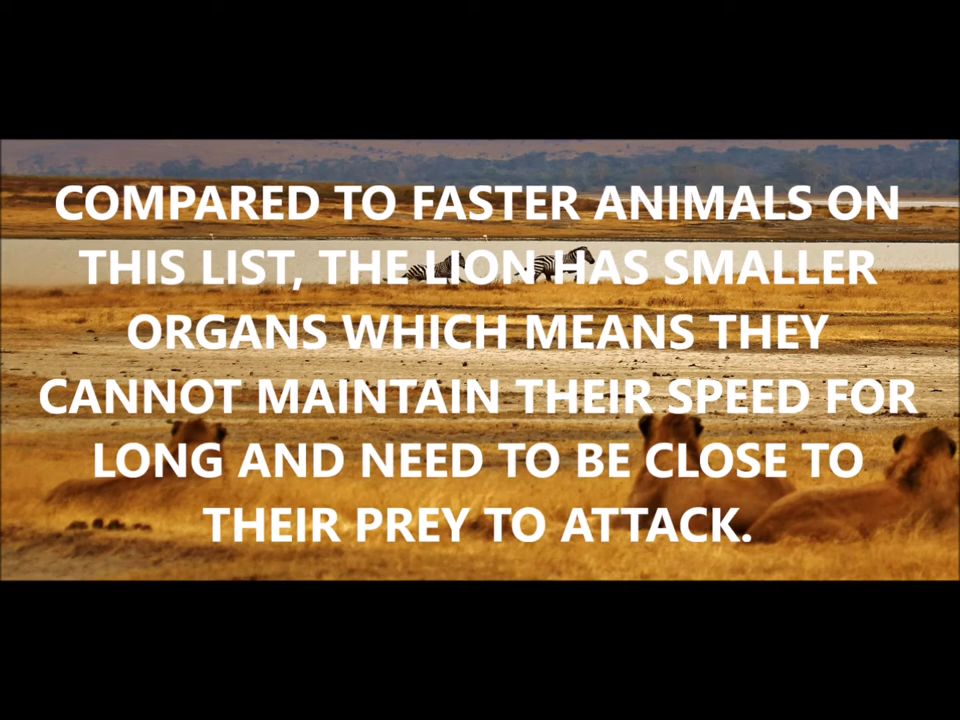 COMPARED TO FASTER ANIMALS ON
THIS LIST, THE LION HAS SMALLER
ORGANS WHICH MEANS THEY
CANNOT MAINTAIN THEIR SPEED FOR
LONG AND NEED TO BE CLOSE TO
THEIR PREY TO ATTACK.